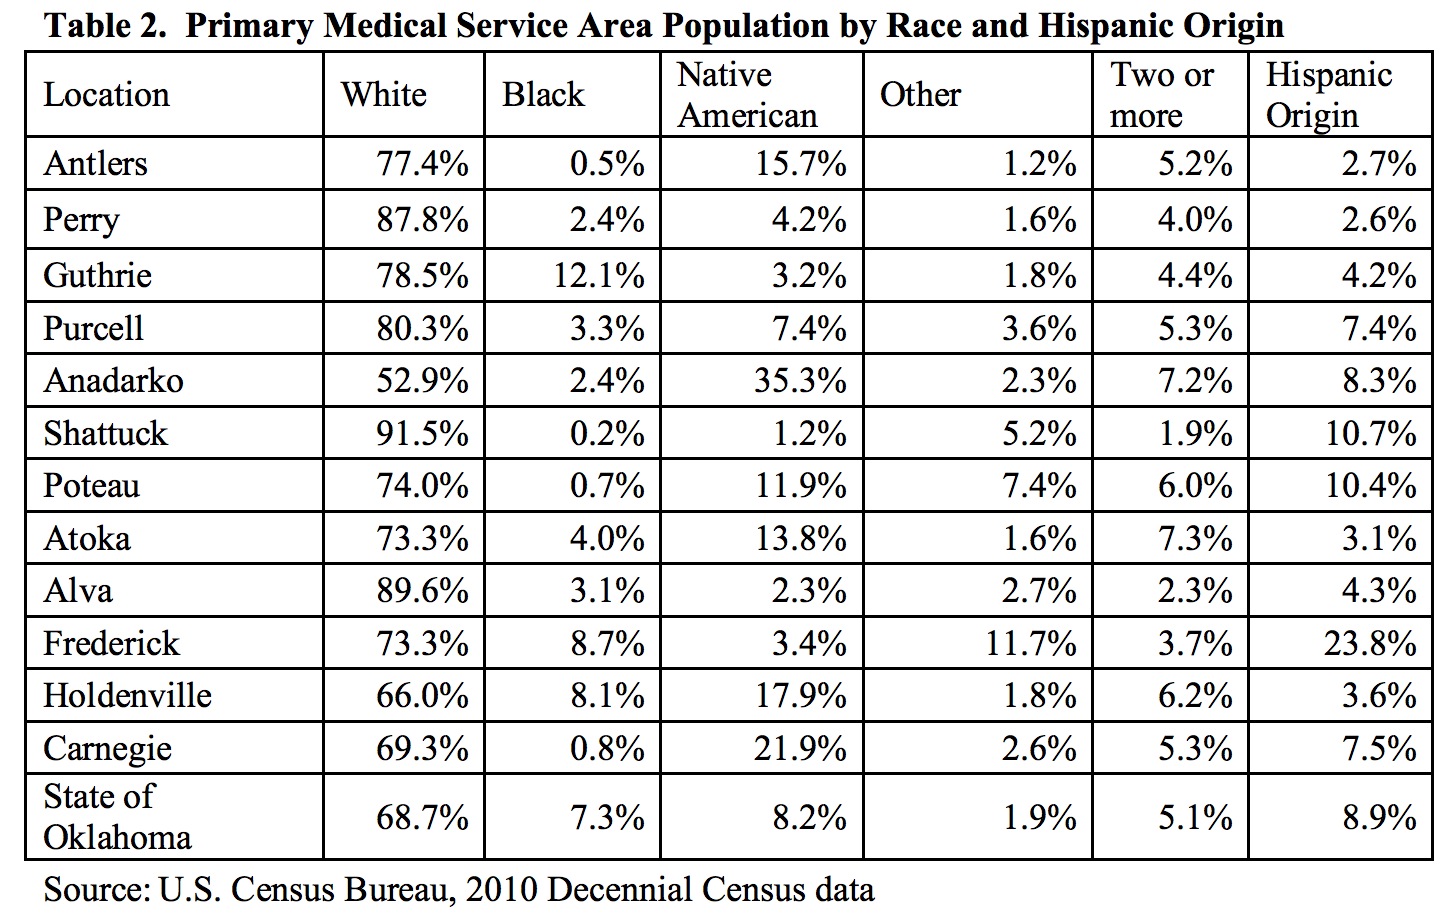 Table 2. Primary Medical Service Area Population by Race and Hispanic Origin
Location White Black Native American Other Two or more Hispanic Origin
Antlers 77.4% 0.5% 15.7% 1.2% 5.2% 2.7%
Perry 87.8% 2.4% 4.2% 1.6% 4.0% 2.6%
Guthrie 78.5% 12.1% 3.2% 1.8% 4.4% 4.2%
Purcell 80.3% 3.3% 7.4% 3.6% 5.3% 7.4%
Anadarko 52.9% 2.4% 35.3% 2.3% 7.2% 8.3%
Shattuck 91.5% 0.2% 1.2% 5.2% 1.9% 10.7%
Poteau 74.0% 0.7% 11.9% 7.4% 6.0% 10.4%
Atoka 73.3% 4.0% 13.8% 1.6% 7.3% 3.1%
Alva 89.6% 3.1% 2.3% 2.7% 2.3% 4.3%
Frederick 73.3% 8.7% 3.4% 11.7% 3.7% 23.8%
Holdenville 66.0% 8.1% 17.9% 1.8% 6.2% 3.6%
Carnegie 69.3% 0.8% 21.9% 2.6% 5.3% 7.5%
State of Oklahoma 68.7% 7.3% 8.2% 1.9% 5.1% 8.9%
Source: U.S. Census Bureau, 2010 Decennial Census data